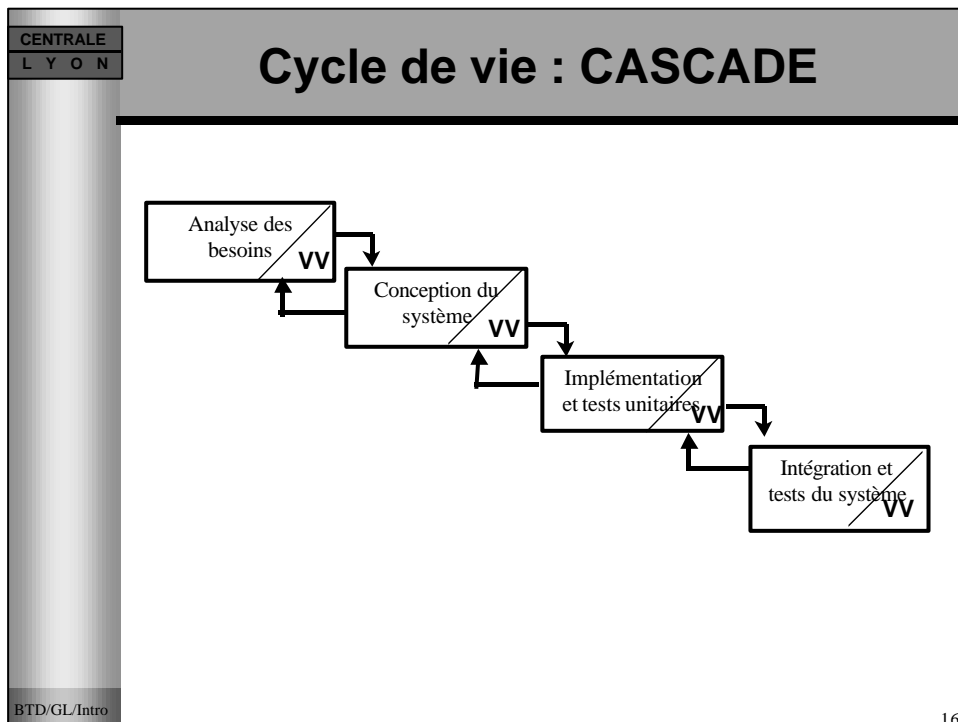 CENTRALE
L Y O N
Cycle de vie : CASCADE
Analyse des
besoins
VV
Conception du
système
VV
Implémentation
et tests unitaires
VV
Intégration et
tests du système
VV
BTD/GL/Intro
16